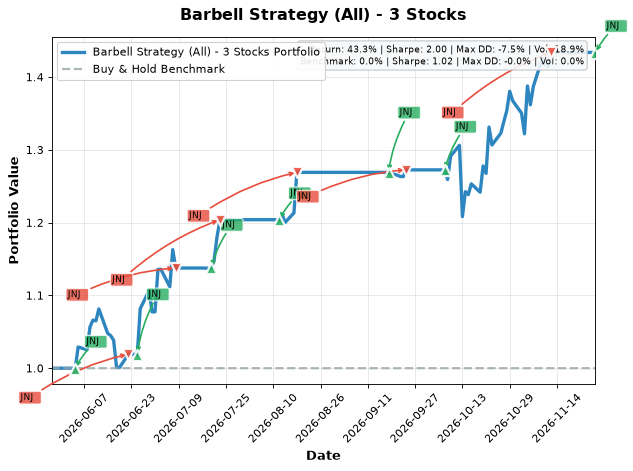 Barbell Strategy (All) - 3 Stocks
Barbell Strategy (All) - 3 Stocks Portfolio
Buy & Hold Benchmark
43.3% | Sharpe: 2.00 | Max DD: -7.5% | 18.9%
Benchmark: 0.0% | Sharpe: 1.02 | Max DD: -0.0% | Vol: 0.0%
JNJ
JNJ
JNJ
JNJ
JNJ
JNJ
JNJ
JNJ
JNJ
JNJ
JNJ
JNJ
JNJ
JNJ
Portfolio Value
1.4
1.3
1.2
1.1
1.0
2026-06-07
2026-06-23
2026-07-09
2026-07-25
2026-08-10
2026-08-26
2026-09-11
2026-09-27
2026-10-13
2026-10-29
2026-11-14
Date